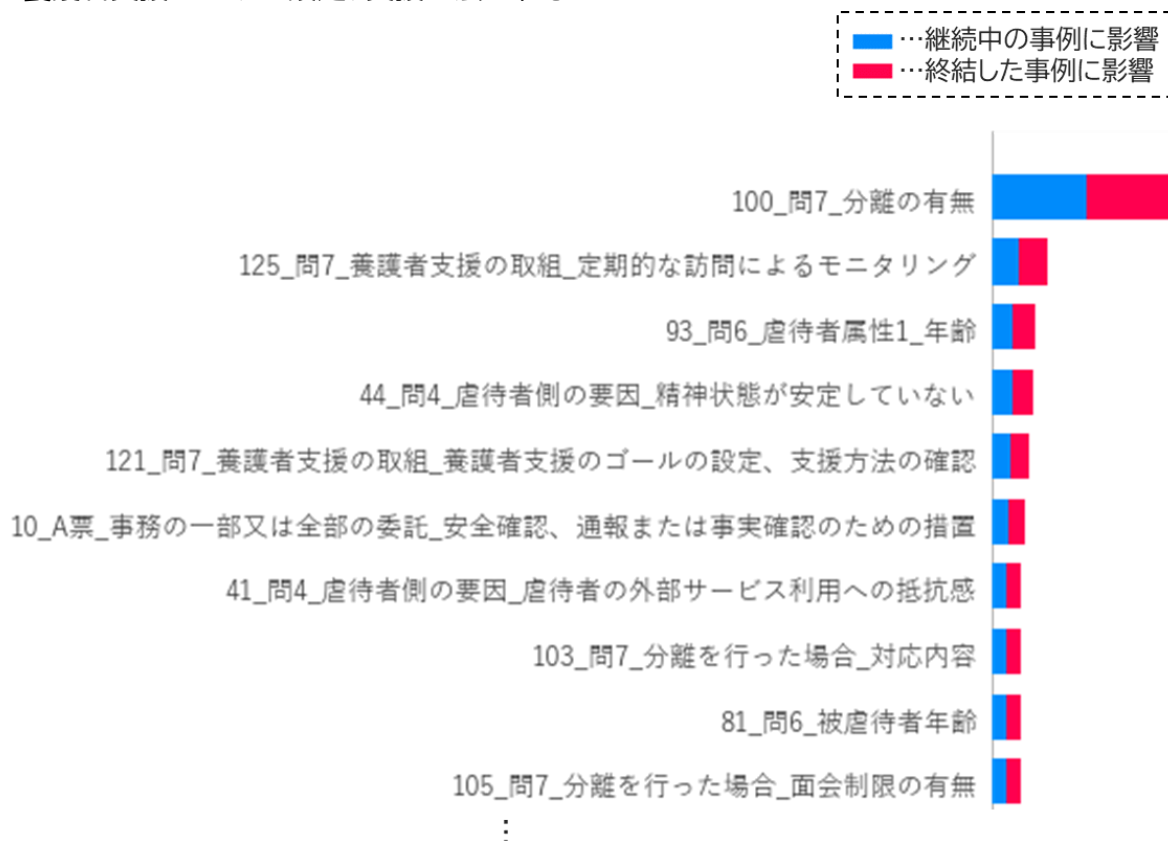 …継続中の事例に影響
…終結した事例に影響
100_問7_分離の有無
125_問7_養護者支援の取組_定期的な訪問によるモニタリング
93_問6_虐待者属性1_年齢
44_問4_虐待者側の要因_精神状態が安定していない
121_問7_養護者支援の取組_養護者支援のゴールの設定、支援方法の確認
10_A票_事務の一部又は全部の委託_安全確認、通報または事実確認のための措置
41_問4_虐待者側の要因_虐待者の外部サービス利用への抵抗感
103_問7_分離を行った場合_対応内容
81_問6_被虐待者年齢
105_問7_分離を行った場合_面会制限の有無
⋮